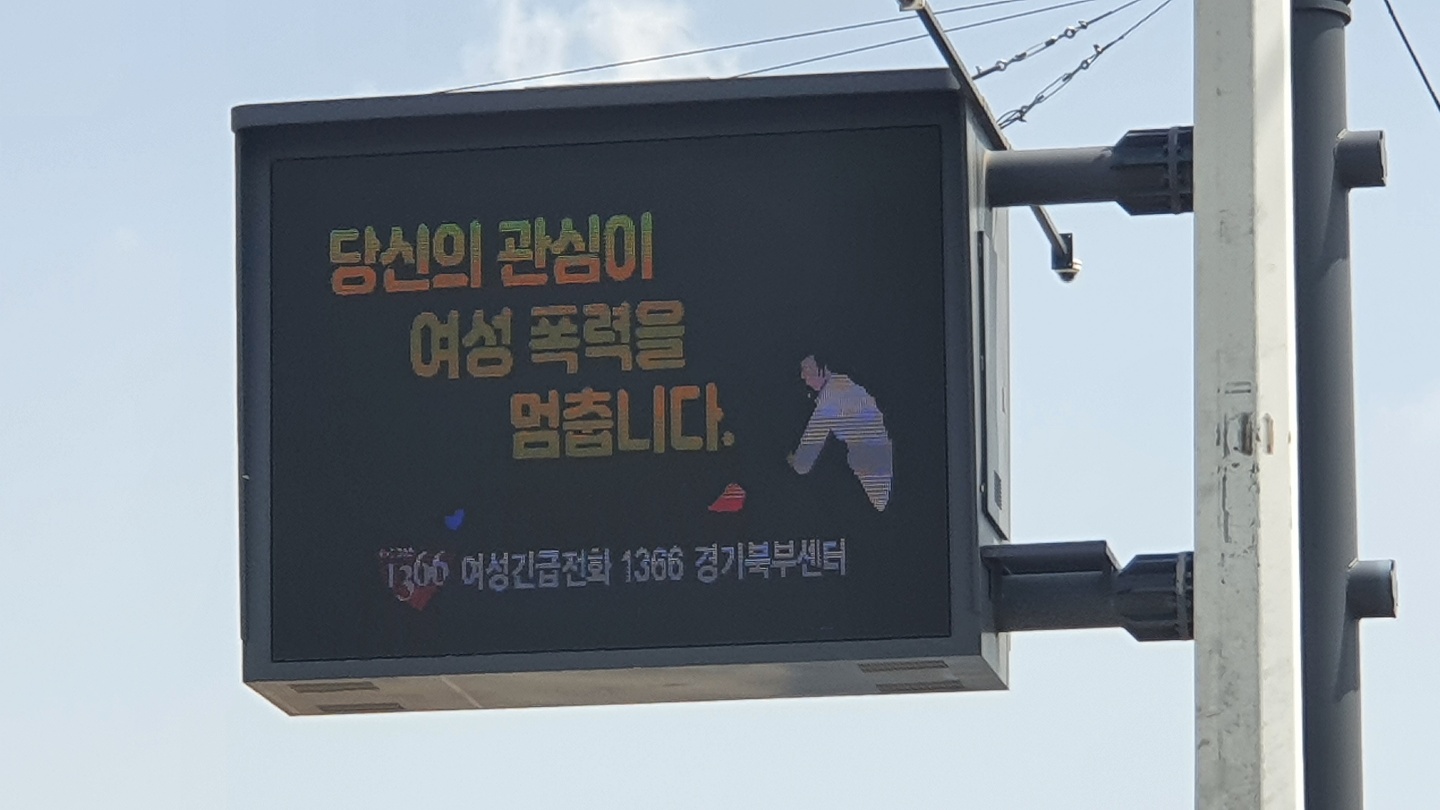 당신의 관심이
여성 폭력을
멈춥니다.
1366 여성긴급전화 1366 경기북부센터